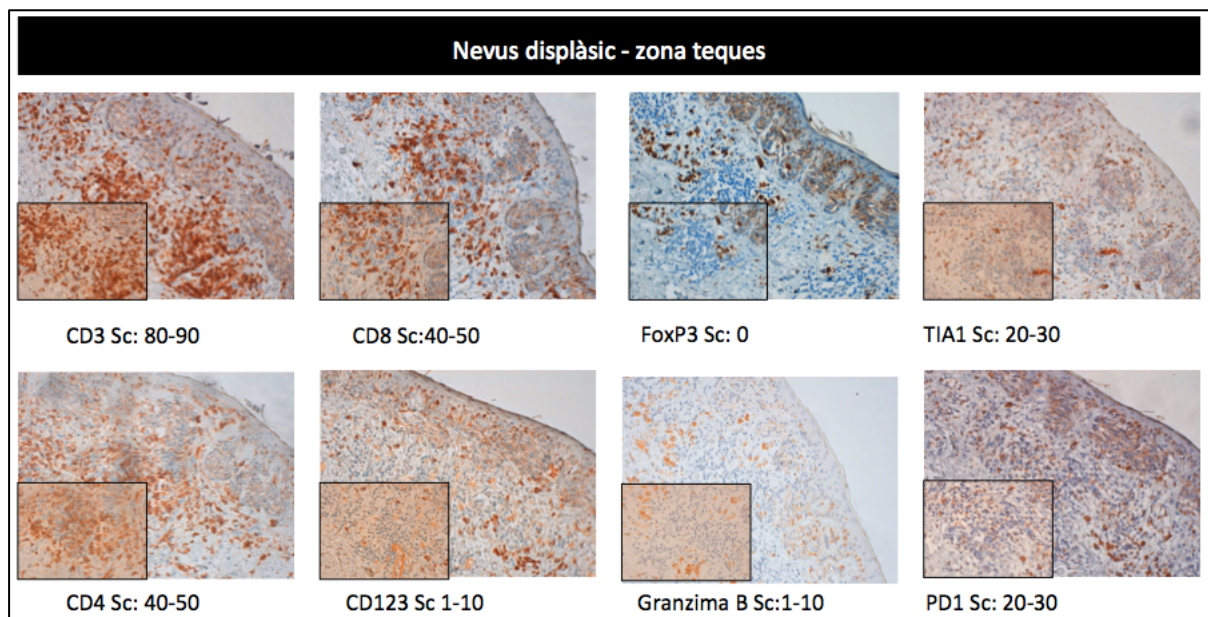 Nevus displàsic - zona teques
CD3 Sc: 80-90
CD8 Sc:40-50
FoxP3 Sc: 0
TIA1 Sc: 20-30
CD4 Sc: 40-50
CD123 Sc 1-10
Granzima B Sc:1-10
PD1 Sc: 20-30